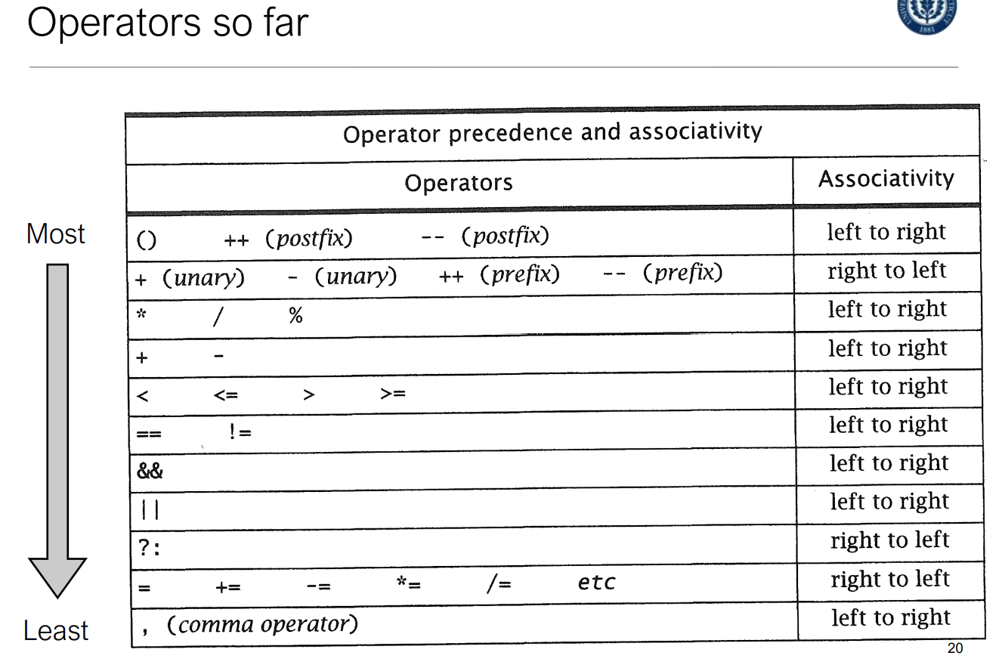 Operators so far
1881
Operator precedence and associativity
Operators Associativity
Most
() ++ (postfix) -- (postfix) left to right
+ (unary) - (unary) ++ (prefix) -- (prefix) right to left
* / % left to right
+ - left to right
< <= > >= left to right
== != left to right
&& left to right
|| left to right
?: right to left
= += -= *= /= etc right to left
Least
, (comma operator) left to right
20